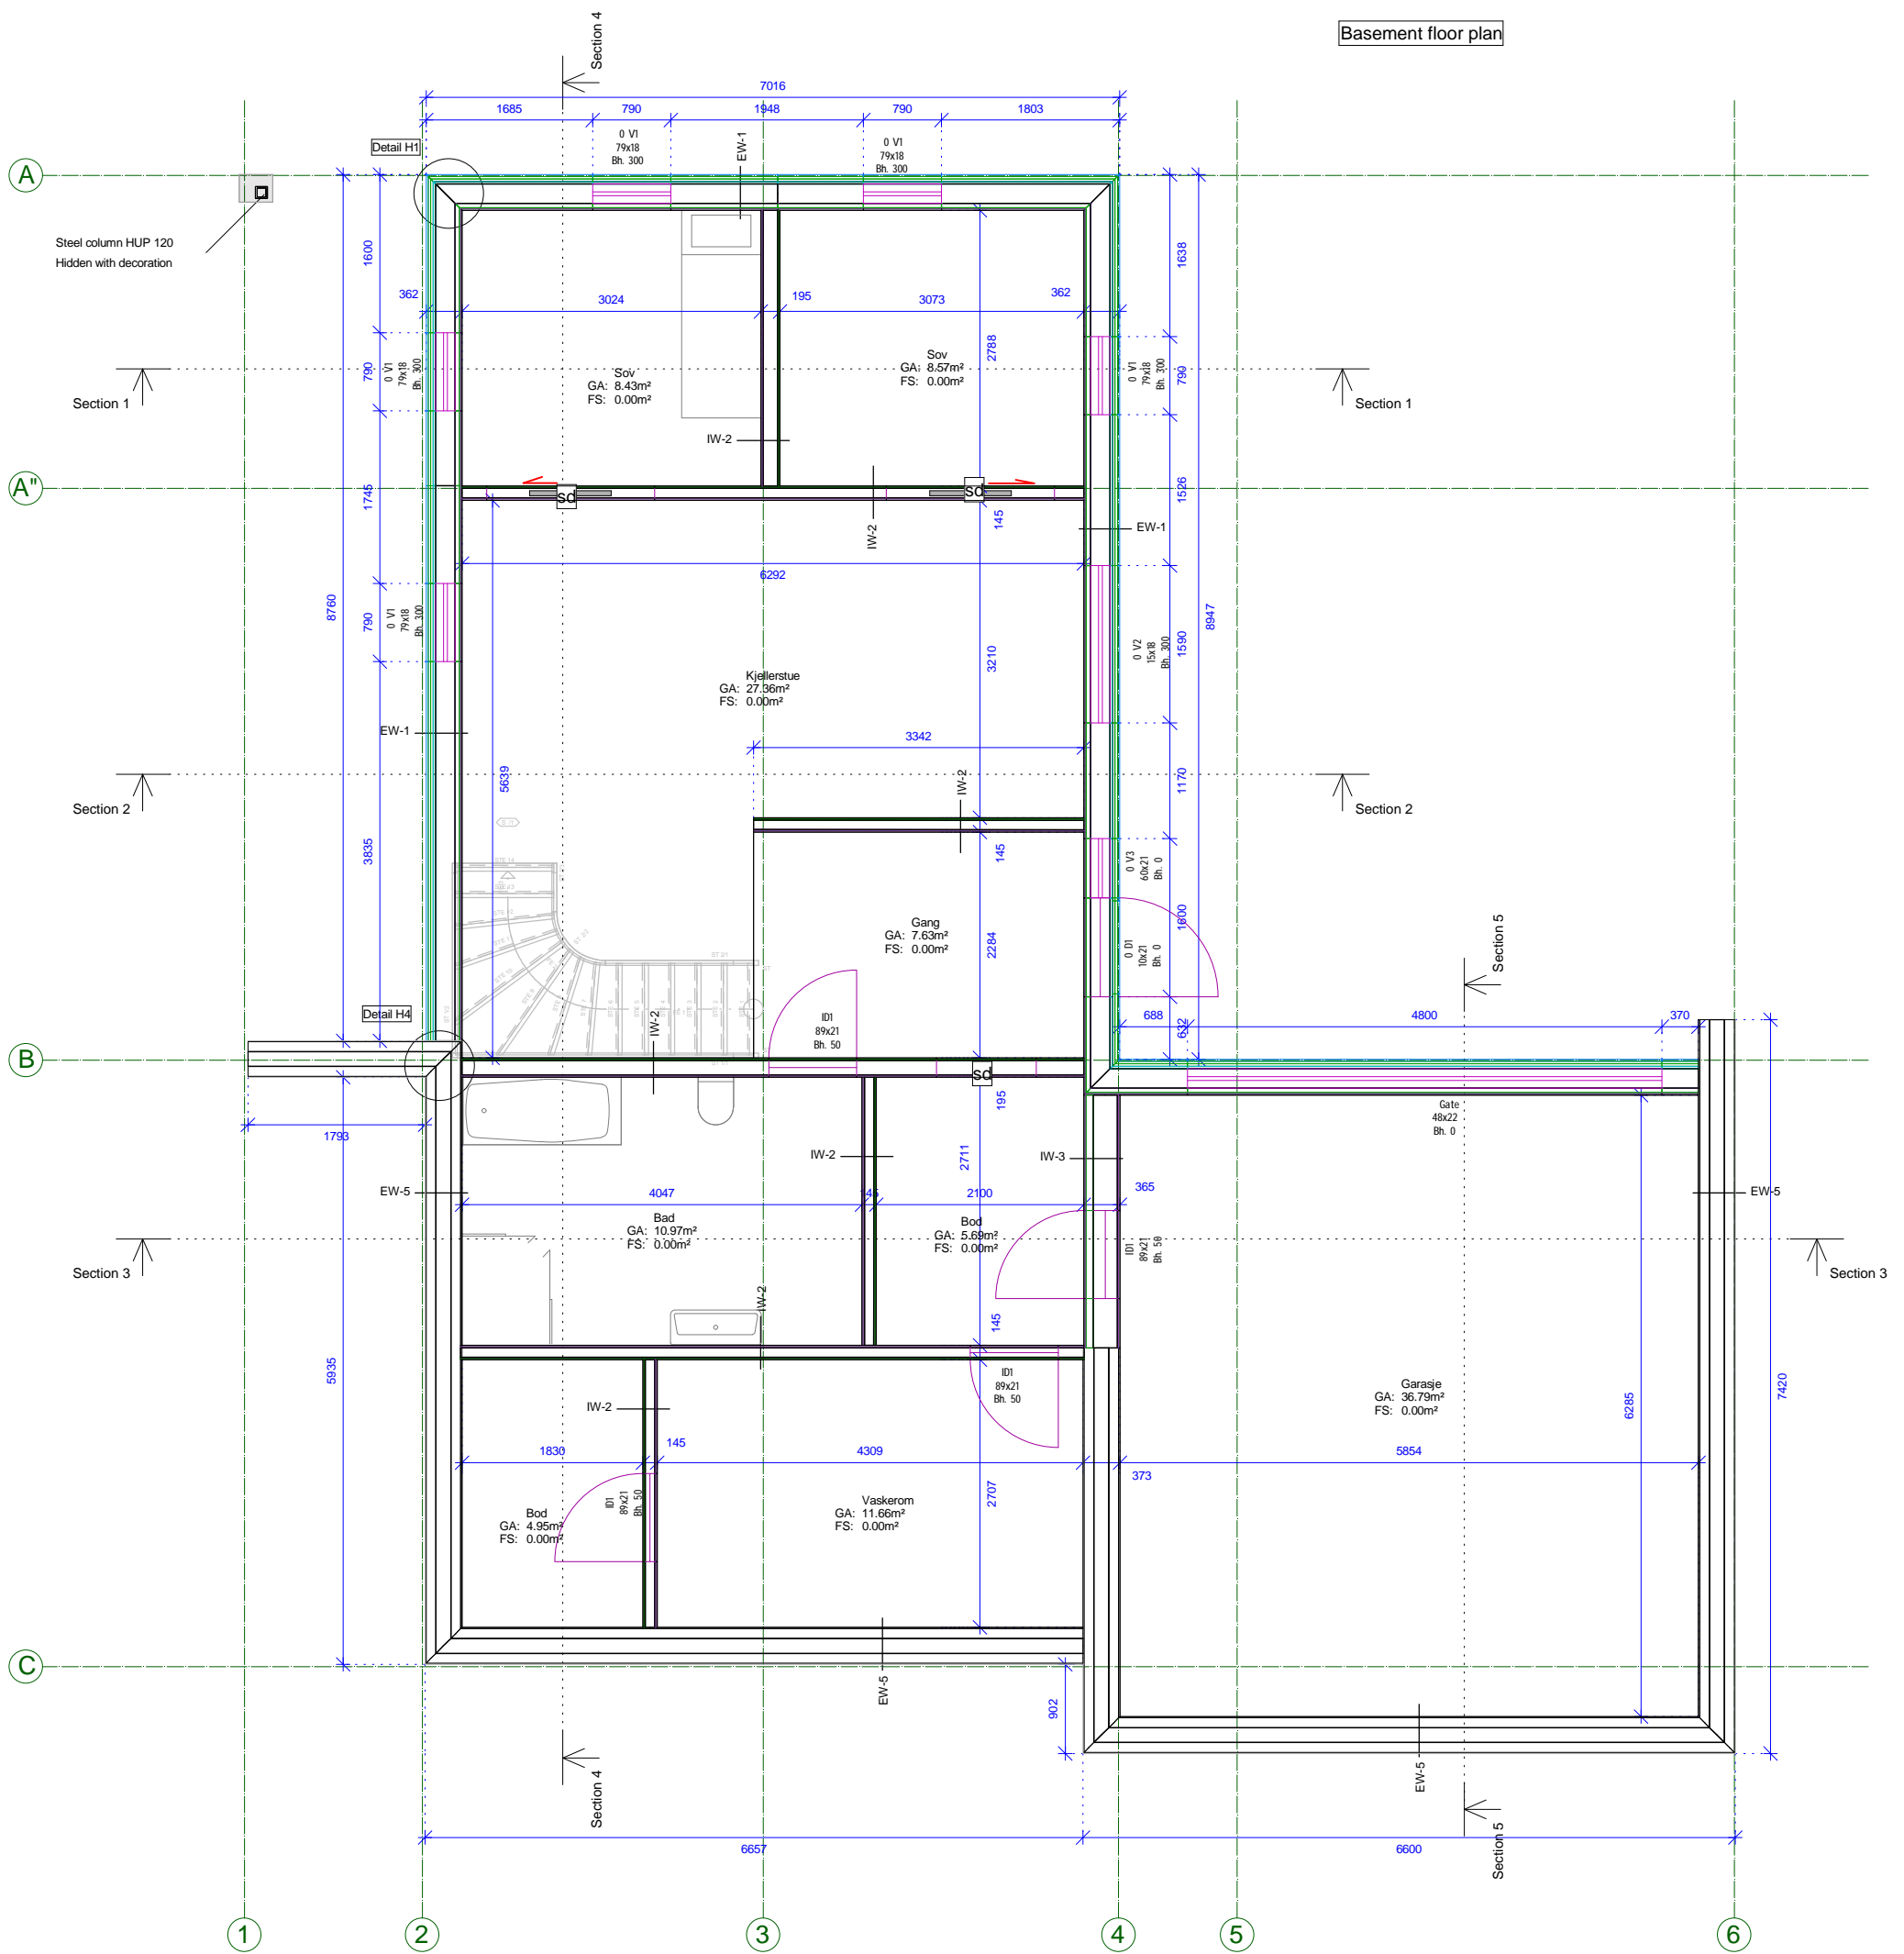 Basement floor plan
Section 4
7016
1685
790
1948
790
1803
0 V1
79x18
Bh. 300
EW-1
0 V1
79x18
Bh. 300
Detail H1
A
Steel column HUP 120
Hidden with decoration
1600
1638
362
3024
195
3073
362
2788
790
0 V1
79x18
Bh. 300
Sov
GA: 8.43m²
FS: 0.00m²
Sov
GA: 8.57m²
FS: 0.00m²
0 V1
79x18
Bh. 300
790
Section 1
Section 1
IW-2
A"
1745
sd
sd
IW-2
145
1526
EW-1
6292
8760
790
0 V1
79x18
Bh. 300
8947
0 V2
15x18
Bh. 300
1590
3210
Kjellerstue
GA: 27.36m²
FS: 0.00m²
EW-1
3342
5639
IW-2
1170
Section 2
Section 2
3835
145
0 V3
60x21
Bh. 0
STE 14
Gang
GA: 7.63m²
FS: 0.00m²
2284
1600
0 D1
10x21
Bh. 0
Section 5
ST 21
Detail H4
IW-2
ID1
89x21
Bh. 50
632
688
4800
370
B
sd
195
Gate
48x22
Bh. 0
1793
IW-2
2711
IW-3
EW-5
4047
145
2100
365
EW-5
Bad
GA: 10.97m²
FS: 0.00m²
Bod
GA: 5.69m²
FS: 0.00m²
ID1
89x21
Bh. 50
Section 3
Section 3
IW-2
145
5935
ID1
89x21
Bh. 50
Garasje
GA: 36.79m²
FS: 0.00m²
6285
7420
IW-2
1830
145
4309
5854
373
ID1
89x21
Bh. 50
2707
Bod
GA: 4.95m²
FS: 0.00m²
Vaskerom
GA: 11.66m²
FS: 0.00m²
C
EW-5
902
EW-5
Section 4
Section 5
6657
6600
1
2
3
4
5
6